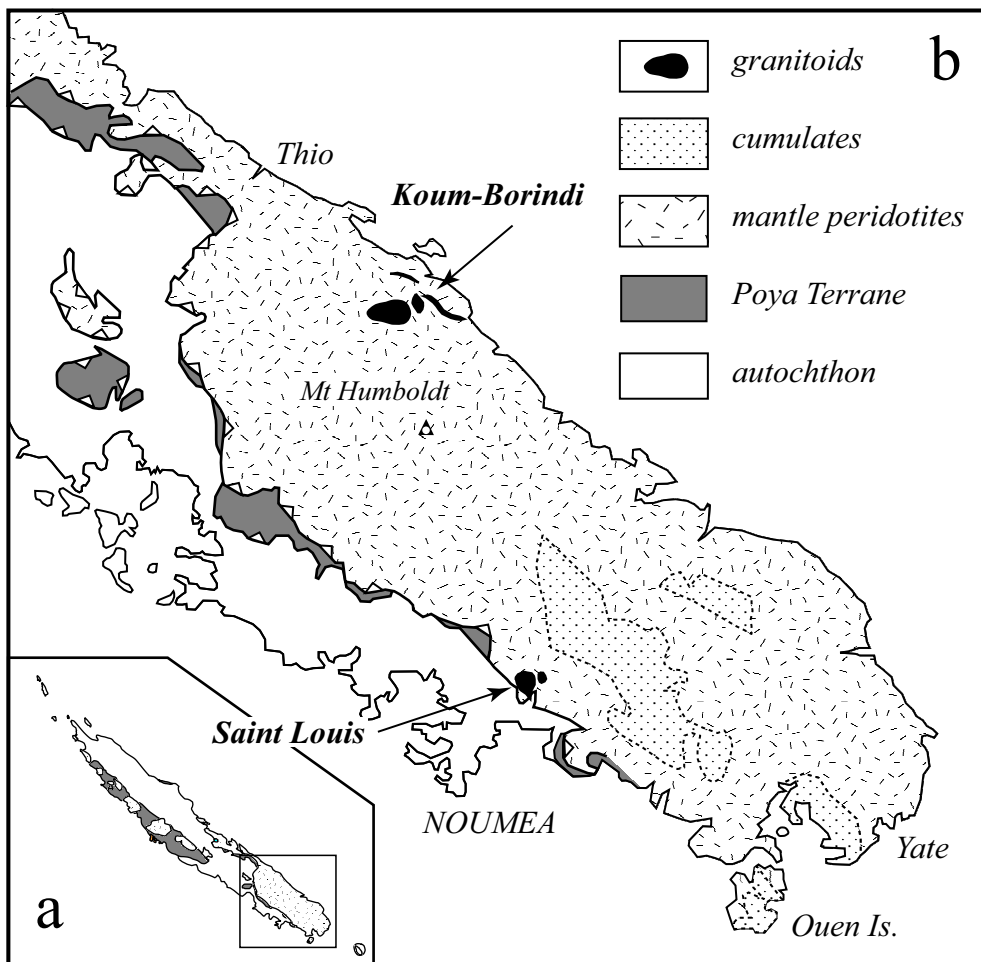 b
granitoids
cumulates
mantle peridotites
Poya Terrane
autochthon
Thio
Koum-Borindi
Mt Humboldt
Saint Louis
NOUMEA
Yate
Ouen Is.
a